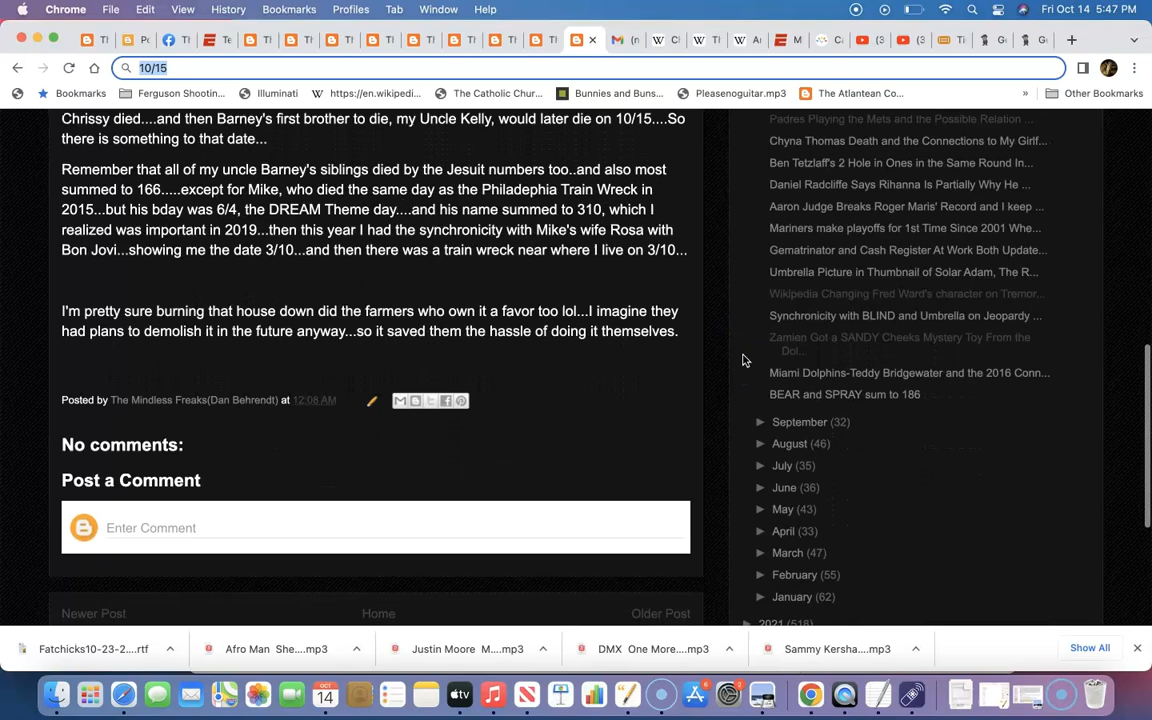 Chrome File Edit View History Bookmarks Profiles Tab Window Help Fri Oct 14 5:47 PM
10/15
Bookmarks Ferguson Shootin... Illuminati https://en.wikipedi... The Catholic Chur... Bunnies and Buns... Pleasenoguitar.mp3 The Atlantean Co... » Other Bookmarks
Chrissy died....and then Barney's first brother to die, my Uncle Kelly, would later die on 10/15....So
there is something to that date...
Remember that all of my uncle Barney's siblings died by the Jesuit numbers too..and also most
summed to 166.....except for Mike, who died the same day as the Philadephia Train Wreck in
2015...but his bday was 6/4, the DREAM Theme day....and his name summed to 310, which I
realized was important in 2019...then this year I had the synchronicity with Mike's wife Rosa with
Bon Jovi...showing me the date 3/10...and then there was a train wreck near where I live on 3/10...
I'm pretty sure burning that house down did the farmers who own it a favor too lol...I imagine they
had plans to demolish it in the future anyway...so it saved them the hassle of doing it themselves.
Posted by The Mindless Freaks(Dan Behrendt) at 12:08 AM
No comments:
Post a Comment
Enter Comment
Newer Post Home Older Post
Padres Playing the Mets and the Possible Relation ...
Chyna Thomas Death and the Connections to My Girlf...
Ben Tetzlaff's 2 Hole in Ones in the Same Round In...
Daniel Radcliffe Says Rihanna Is Partially Why He ...
Aaron Judge Breaks Roger Maris' Record and I keep ...
Mariners make playoffs for 1st Time Since 2001 Whe...
Gematrinator and Cash Register At Work Both Update...
Umbrella Picture in Thumbnail of Solar Adam, The R...
Wikipedia Changing Fred Ward's character on Tremor...
Synchronicity with BLIND and Umbrella on Jeopardy ...
Zamien Got a SANDY Cheeks Mystery Toy From the
Dol...
Miami Dolphins-Teddy Bridgewater and the 2016 Conn...
BEAR and SPRAY sum to 186
► September (32)
► August (46)
► July (35)
► June (36)
► May (43)
► April (33)
► March (47)
► February (55)
► January (62)
► 2021 (518)
Fatchicks10-23-2....rtf Afro Man She....mp3 Justin Moore M....mp3 DMX One More....mp3 Sammy Kersha....mp3 Show All
OCT
14